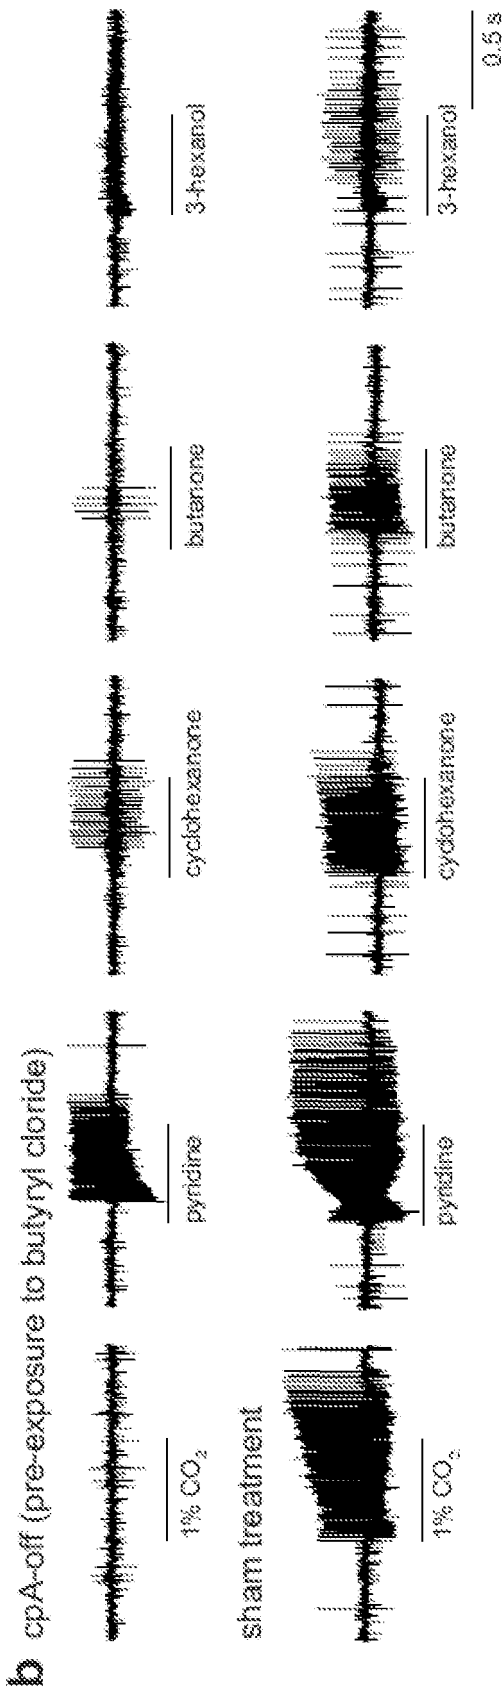 b cpA-off (pre-exposure to butyryl cloride)
1% CO2
pyridine
cyclohexanone
butanone
3-hexanol
sham treatment
1% CO2
pyridine
cyclohexanone
butanone
3-hexanol
0.5 s